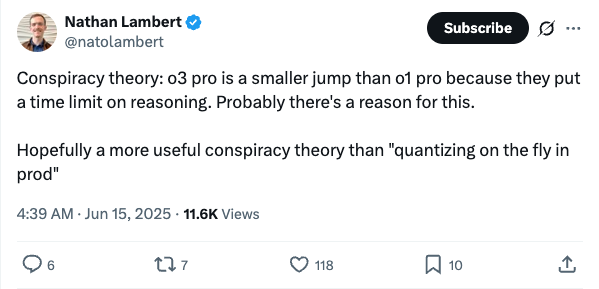 Nathan Lambert
@natolambert
Subscribe
Conspiracy theory: o3 pro is a smaller jump than o1 pro because they put
a time limit on reasoning. Probably there's a reason for this.
Hopefully a more useful conspiracy theory than "quantizing on the fly in
prod"
4:39 AM · Jun 15, 2025 · 11.6K Views
6 7 118 10